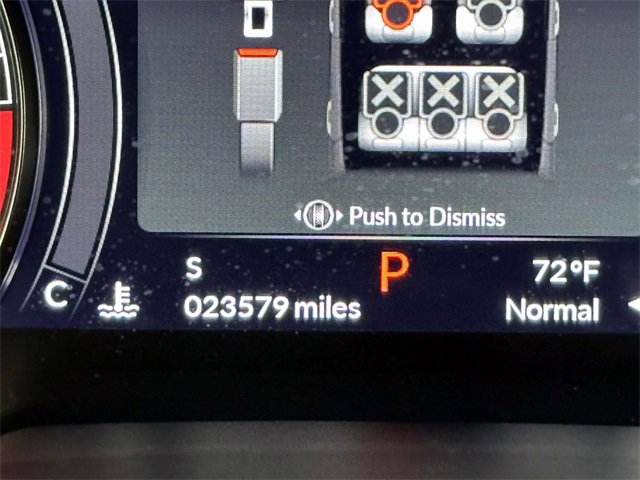 Push to Dismiss
S
P
72°F
C
023579 miles
Normal